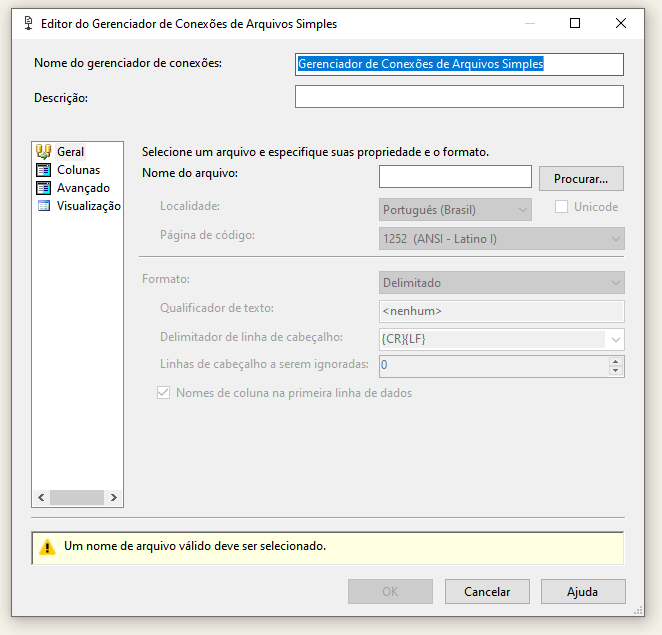 Editor do Gerenciador de Conexões de Arquivos Simples
Nome do gerenciador de conexões:
Gerenciador de Conexões de Arquivos Simples
Descrição:
Geral
Colunas
Avançado
Visualização
Selecione um arquivo e especifique suas propriedade e o formato.
Nome do arquivo:
Procurar...
Localidade:
Português (Brasil)
Unicode
Página de código:
1252 (ANSI - Latino I)
Formato:
Delimitado
Qualificador de texto:
<nenhum>
Delimitador de linha de cabeçalho:
{CR}{LF}
Linhas de cabeçalho a serem ignoradas:
0
Nomes de coluna na primeira linha de dados
Um nome de arquivo válido deve ser selecionado.
OK
Cancelar
Ajuda